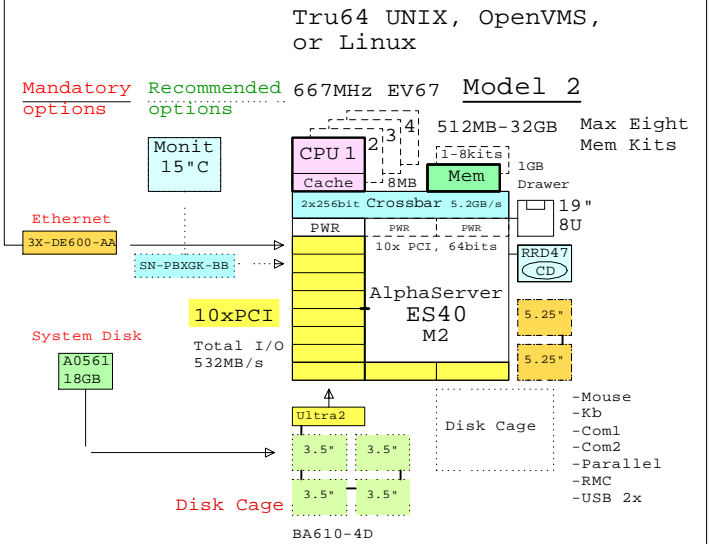 Tru64 UNIX, OpenVMS,
or Linux
Mandatory
options
Recommended
options
667MHz EV67
Model 2
CPU 1
2
3
4
Cache
8MB
512MB-32GB
Max Eight
Mem Kits
1-8kits
Mem
1GB
Drawer
19"
8U
Monit
15"C
2x256bit Crossbar 5.2GB/s
PWR
PWR
PWR
10x PCI, 64bits
Ethernet
3X-DE600-AA
SN-PBXGK-BB
RRD47
CD
AlphaServer
ES40
M2
10xPCI
Total I/O
532MB/s
5.25"
5.25"
System Disk
A0561
18GB
Ultra2
3.5"
3.5"
3.5"
3.5"
Disk Cage
BA610-4D
Disk Cage
-Mouse
-Kb
-Com1
-Com2
-Parallel
-RMC
-USB 2x